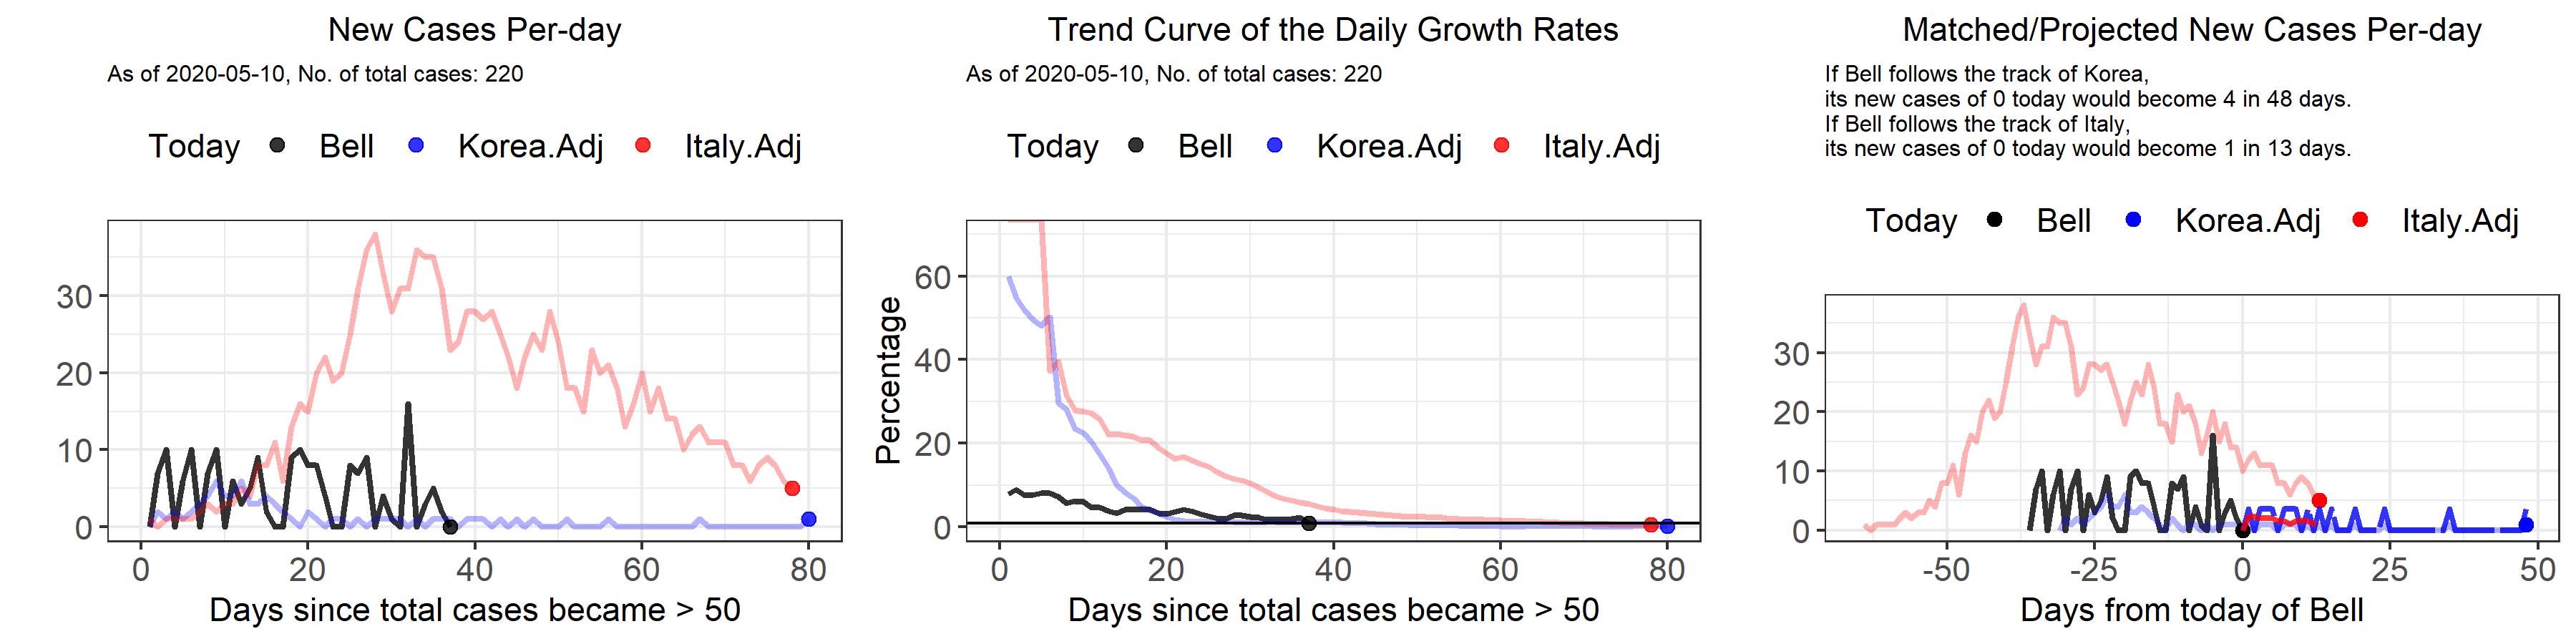 New Cases Per-day
As of 2020-05-10, No. of total cases: 220
Today Bell Korea.Adj Italy.Adj
30
20
10
0
0 20 40 60 80
Days since total cases became > 50
Trend Curve of the Daily Growth Rates
As of 2020-05-10, No. of total cases: 220
Today Bell Korea.Adj Italy.Adj
Percentage
60
40
20
0
0 20 40 60 80
Days since total cases became > 50
Matched/Projected New Cases Per-day
If Bell follows the track of Korea,
its new cases of 0 today would become 4 in 48 days.
If Bell follows the track of Italy,
its new cases of 0 today would become 1 in 13 days.
Today Bell Korea.Adj Italy.Adj
30
20
10
0
-50 -25 0 25 50
Days from today of Bell